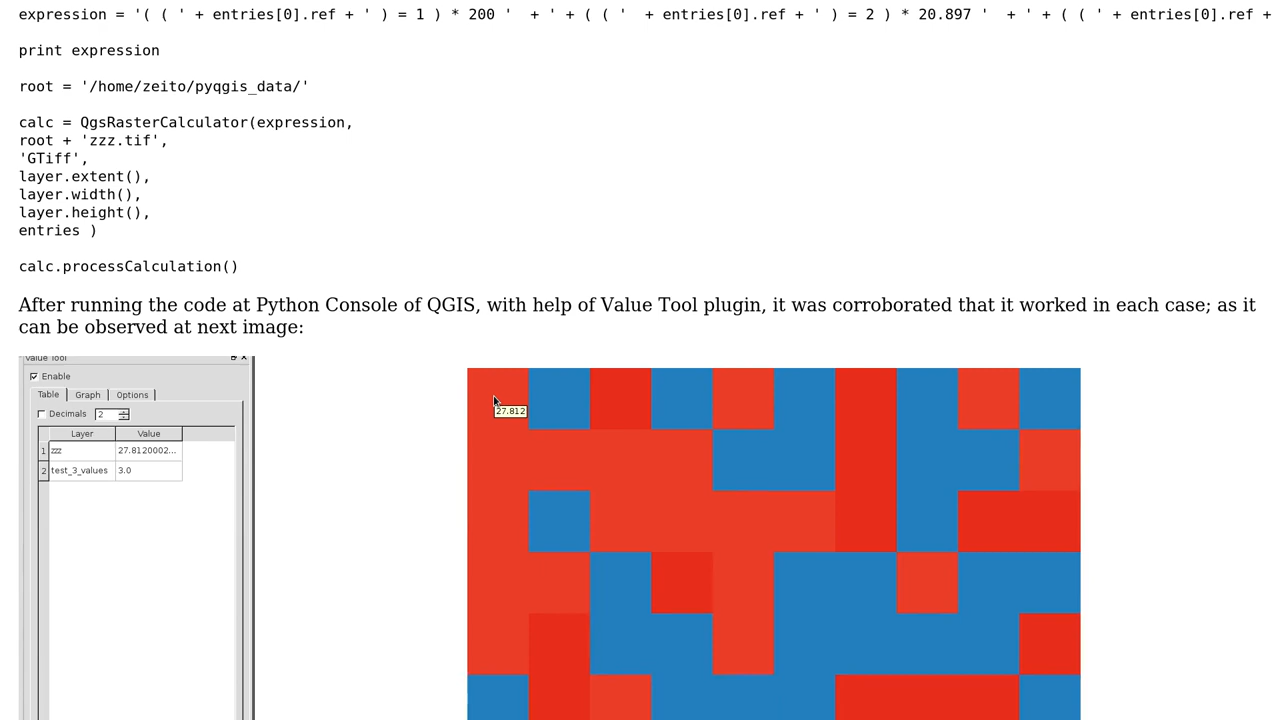 expression = '( ( ' + entries[0].ref + ' ) = 1 ) * 200 '  + ' + ( ( '  + entries[0].ref + ' ) = 2 ) * 20.897 '  + ' + ( ( ' + entries[0].ref +
print expression
root = '/home/zeito/pyqgis_data/'
calc = QgsRasterCalculator(expression,
root + 'zzz.tif',
'GTiff',
layer.extent(),
layer.width(),
layer.height(),
entries )
calc.processCalculation()
After running the code at Python Console of QGIS, with help of Value Tool plugin, it was corroborated that it worked in each case; as it
can be observed at next image:
Value Tool
Enable
Table Graph Options
Decimals 2
Layer Value
1 zzz 27.8120002...
2 test_3_values 3.0
27.812